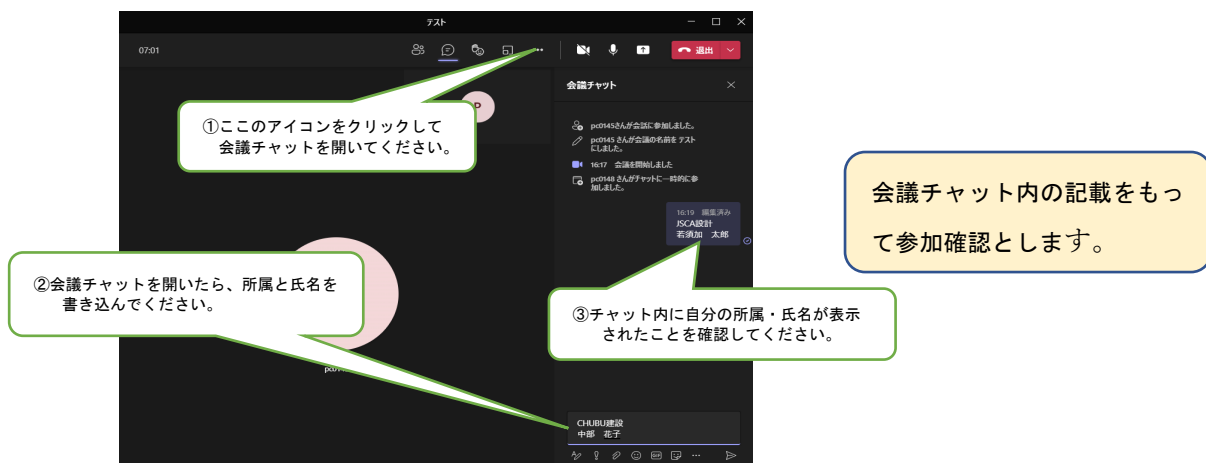 テスト
07:01
退出
会議チャット
P
①ここのアイコンをクリックして
会議チャットを開いてください。
pc0145さんが会話に参加しました。
pc0145 さんが会議の名前を テスト
にしました。
16:17 会議を開始しました
pc0148 さんがチャットに一時的に参
加しました。
16:19 編集済み
JSCA設計
若須加 太郎
会議チャット内の記載をもっ
て参加確認とします。
②会議チャットを開いたら、所属と氏名を
書き込んでください。
③チャット内に自分の所属・氏名が表示
されたことを確認してください。
CHUBU建設
中部 花子
GIF